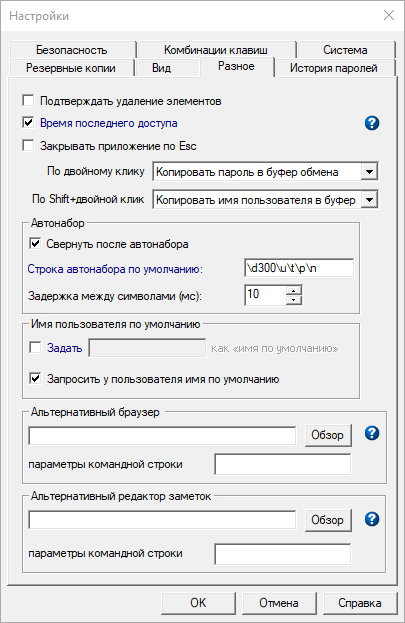 Настройки
Безопасность Комбинации клавиш Система
Резервные копии Вид Разное История паролей
Подтверждать удаление элементов
Время последнего доступа
Закрывать приложение по Esc
По двойному клику Копировать пароль в буфер обмена
По Shift+двойной клик Копировать имя пользователя в буфер
Автонабор
Свернуть после автонабора
Строка автонабора по умолчанию: \d300\u\t\p\n
Задержка между символами (мс): 10
Имя пользователя по умолчанию
Задать как «имя по умолчанию»
Запросить у пользователя имя по умолчанию
Альтернативный браузер
Обзор
параметры командной строки
Альтернативный редактор заметок
Обзор
параметры командной строки
OK Отмена Справка